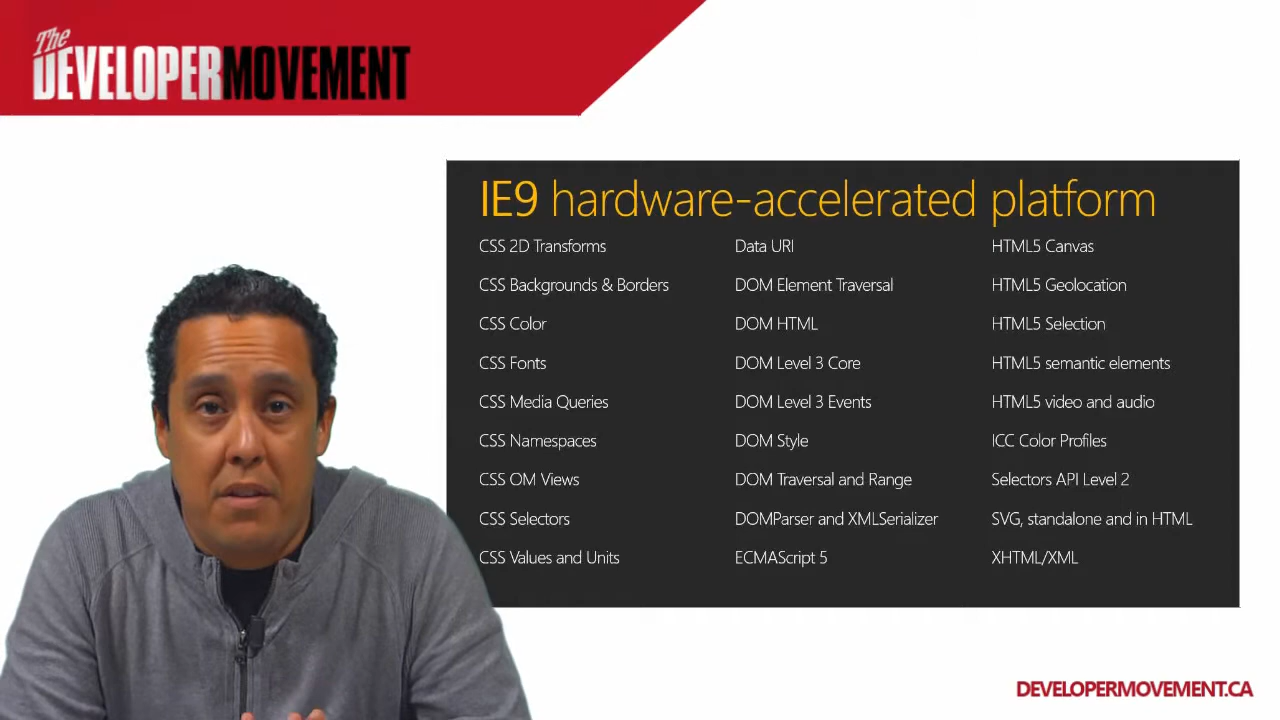 The
DEVELOPERMOVEMENT
IE9 hardware-accelerated platform
CSS 2D Transforms
CSS Backgrounds & Borders
CSS Color
CSS Fonts
CSS Media Queries
CSS Namespaces
CSS OM Views
CSS Selectors
CSS Values and Units
Data URI
DOM Element Traversal
DOM HTML
DOM Level 3 Core
DOM Level 3 Events
DOM Style
DOM Traversal and Range
DOMParser and XMLSerializer
ECMAScript 5
HTML5 Canvas
HTML5 Geolocation
HTML5 Selection
HTML5 semantic elements
HTML5 video and audio
ICC Color Profiles
Selectors API Level 2
SVG, standalone and in HTML
XHTML/XML
DEVELOPERMOVEMENT.CA